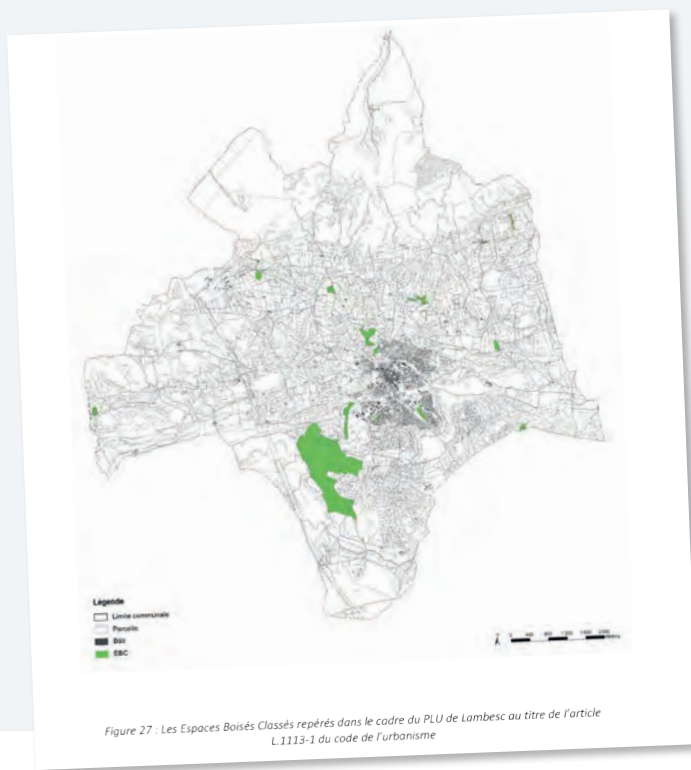 Légende
Limite communale
Parcelle
Bâti
EBC
Figure 27 : Les Espaces Boisés Classés repérés dans le cadre du PLU de Lambesc au titre de l'article
L.1113-1 du code de l'urbanisme